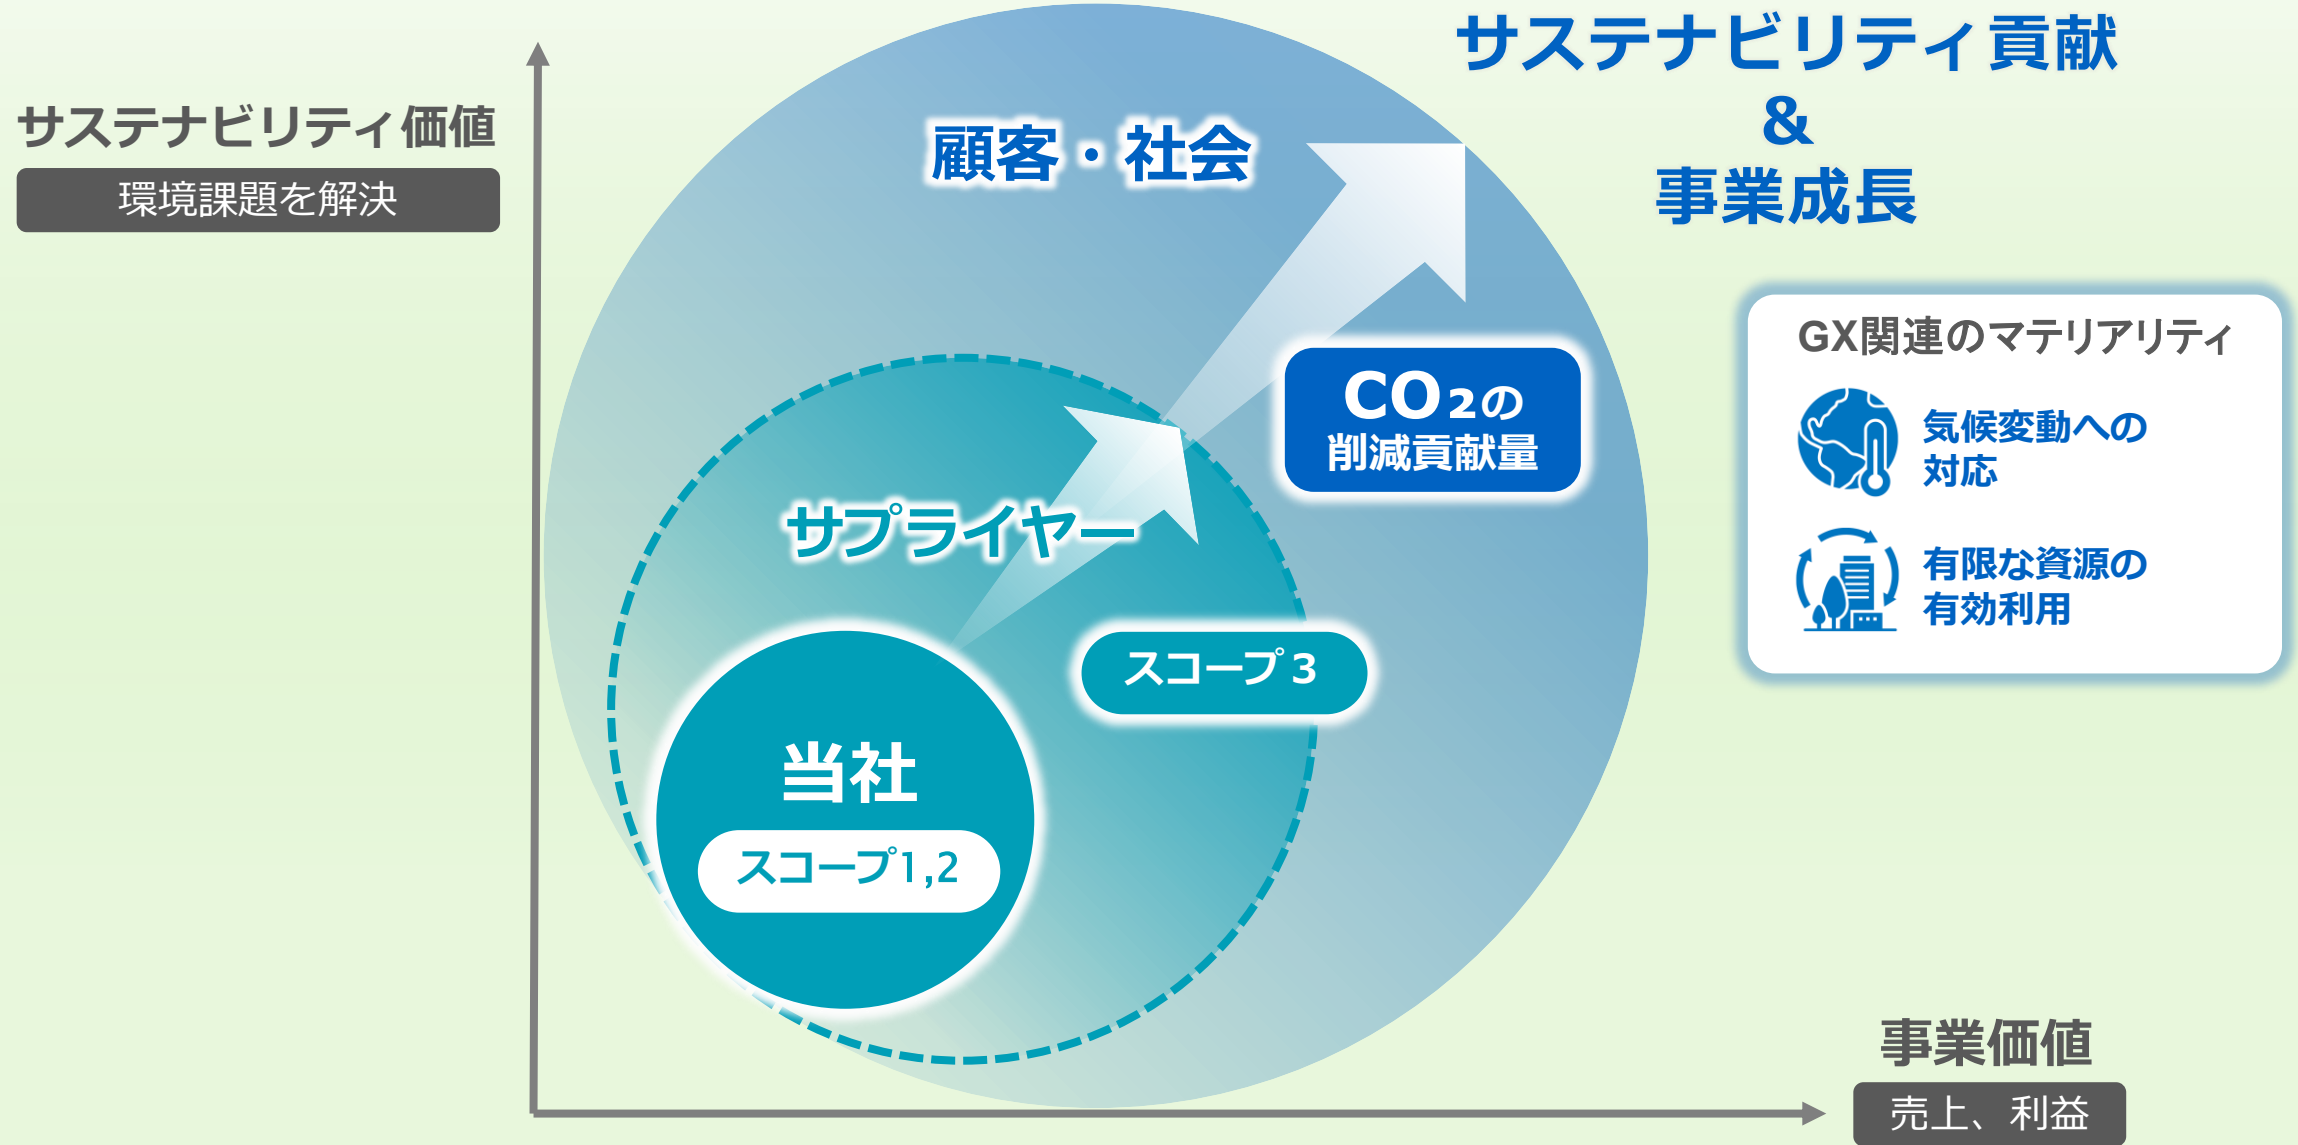 サステナビリティ貢献
&
事業成長
サステナビリティ価値
環境課題を解決
顧客・社会
CO₂の
削減貢献量
サプライヤー
スコープ3
当社
スコープ1,2
GX関連のマテリアリティ
気候変動への
対応
有限な資源の
有効利用
事業価値
売上、利益